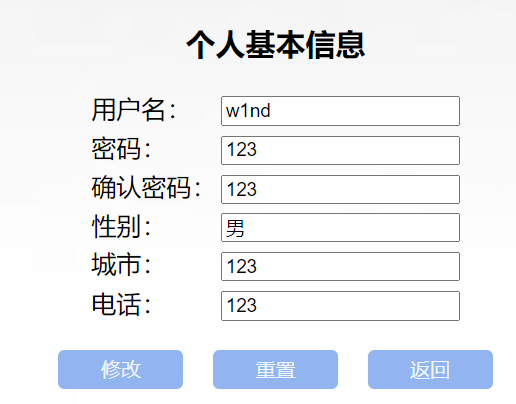 个人基本信息
用户名： w1nd
密码： 123
确认密码： 123
性别： 男
城市： 123
电话： 123
修改 重置 返回